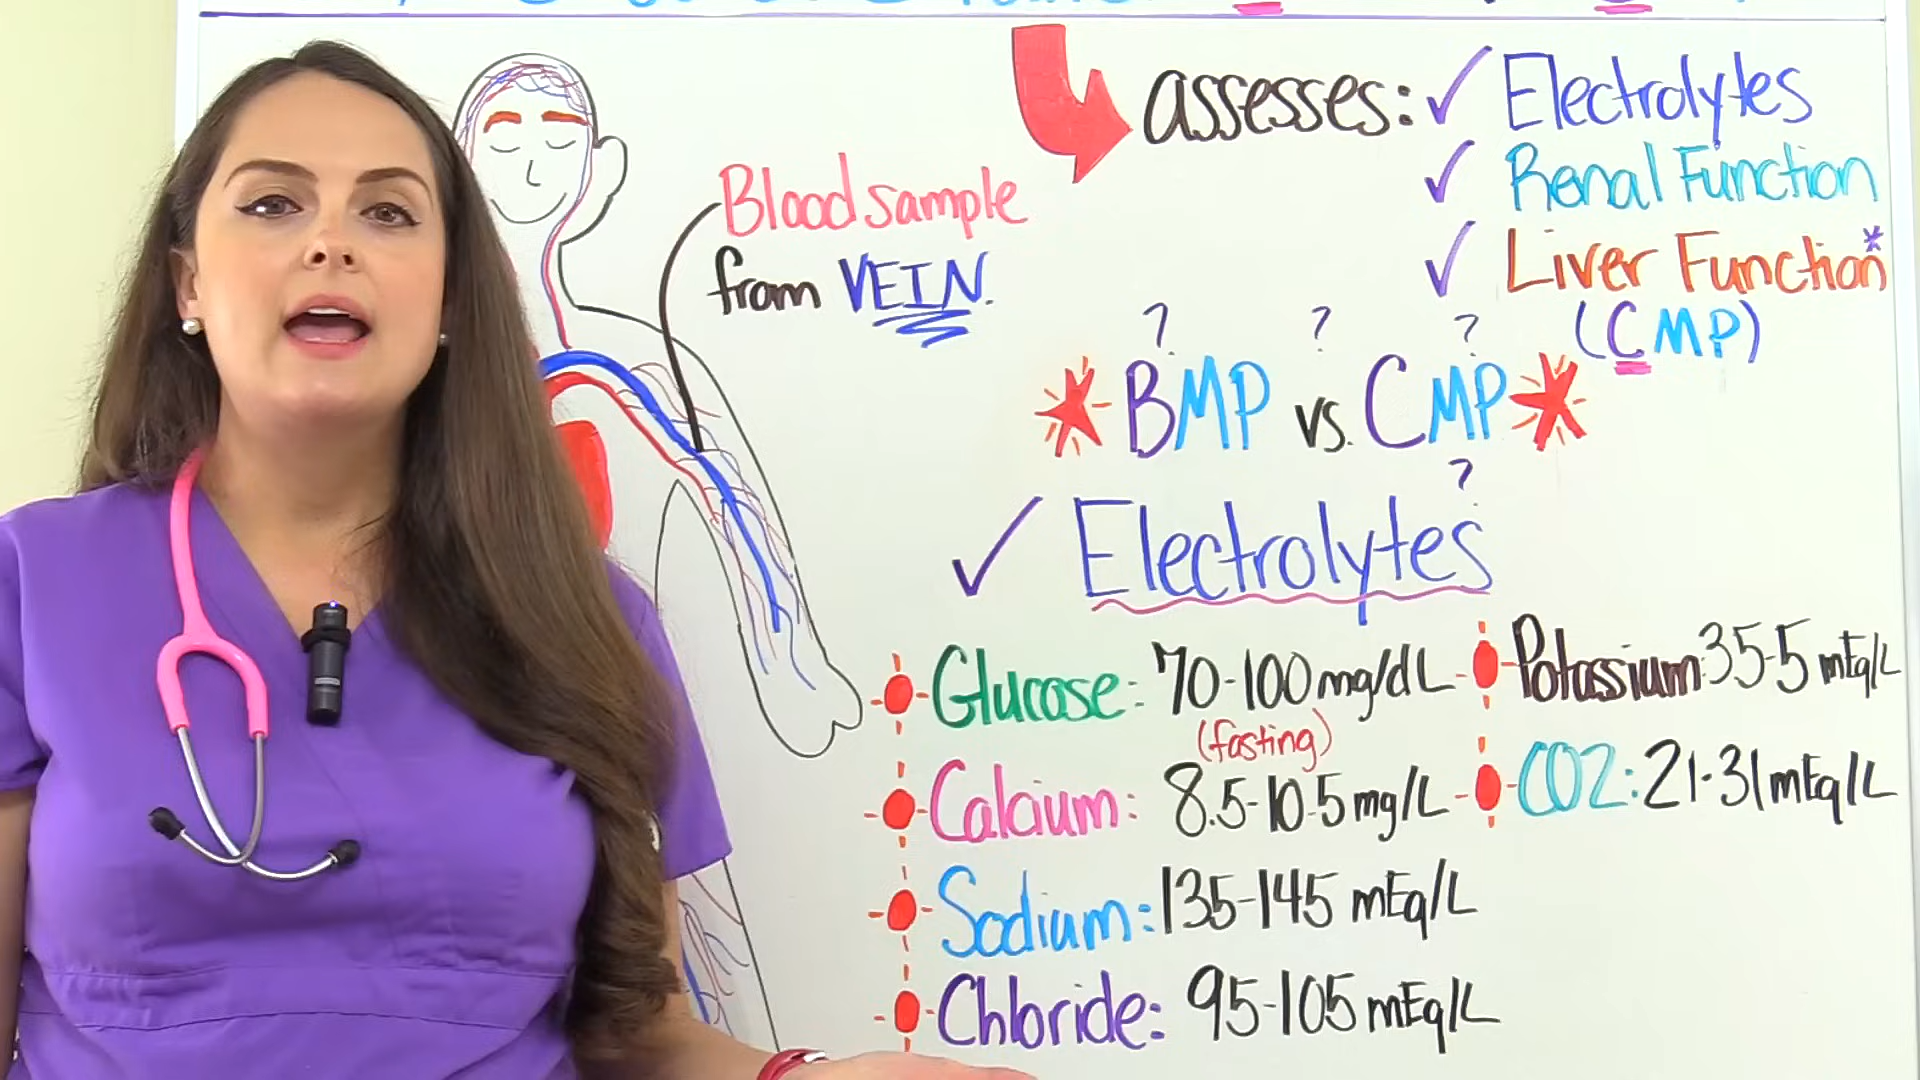 assesses: ✓ Electrolytes
✓ Renal Function
✓ Liver Function*
(CMP)
Blood sample
from VEIN.
? ? ?
BMP vs. CMP
?
✓ Electrolytes
Glucose: 70-100 mg/dL
(fasting)
Calcium: 8.5-10.5 mg/L
Sodium: 135-145 mEq/L
Chloride: 95-105 mEq/L
Potassium: 3.5-5 mEq/L
CO2: 21-31 mEq/L